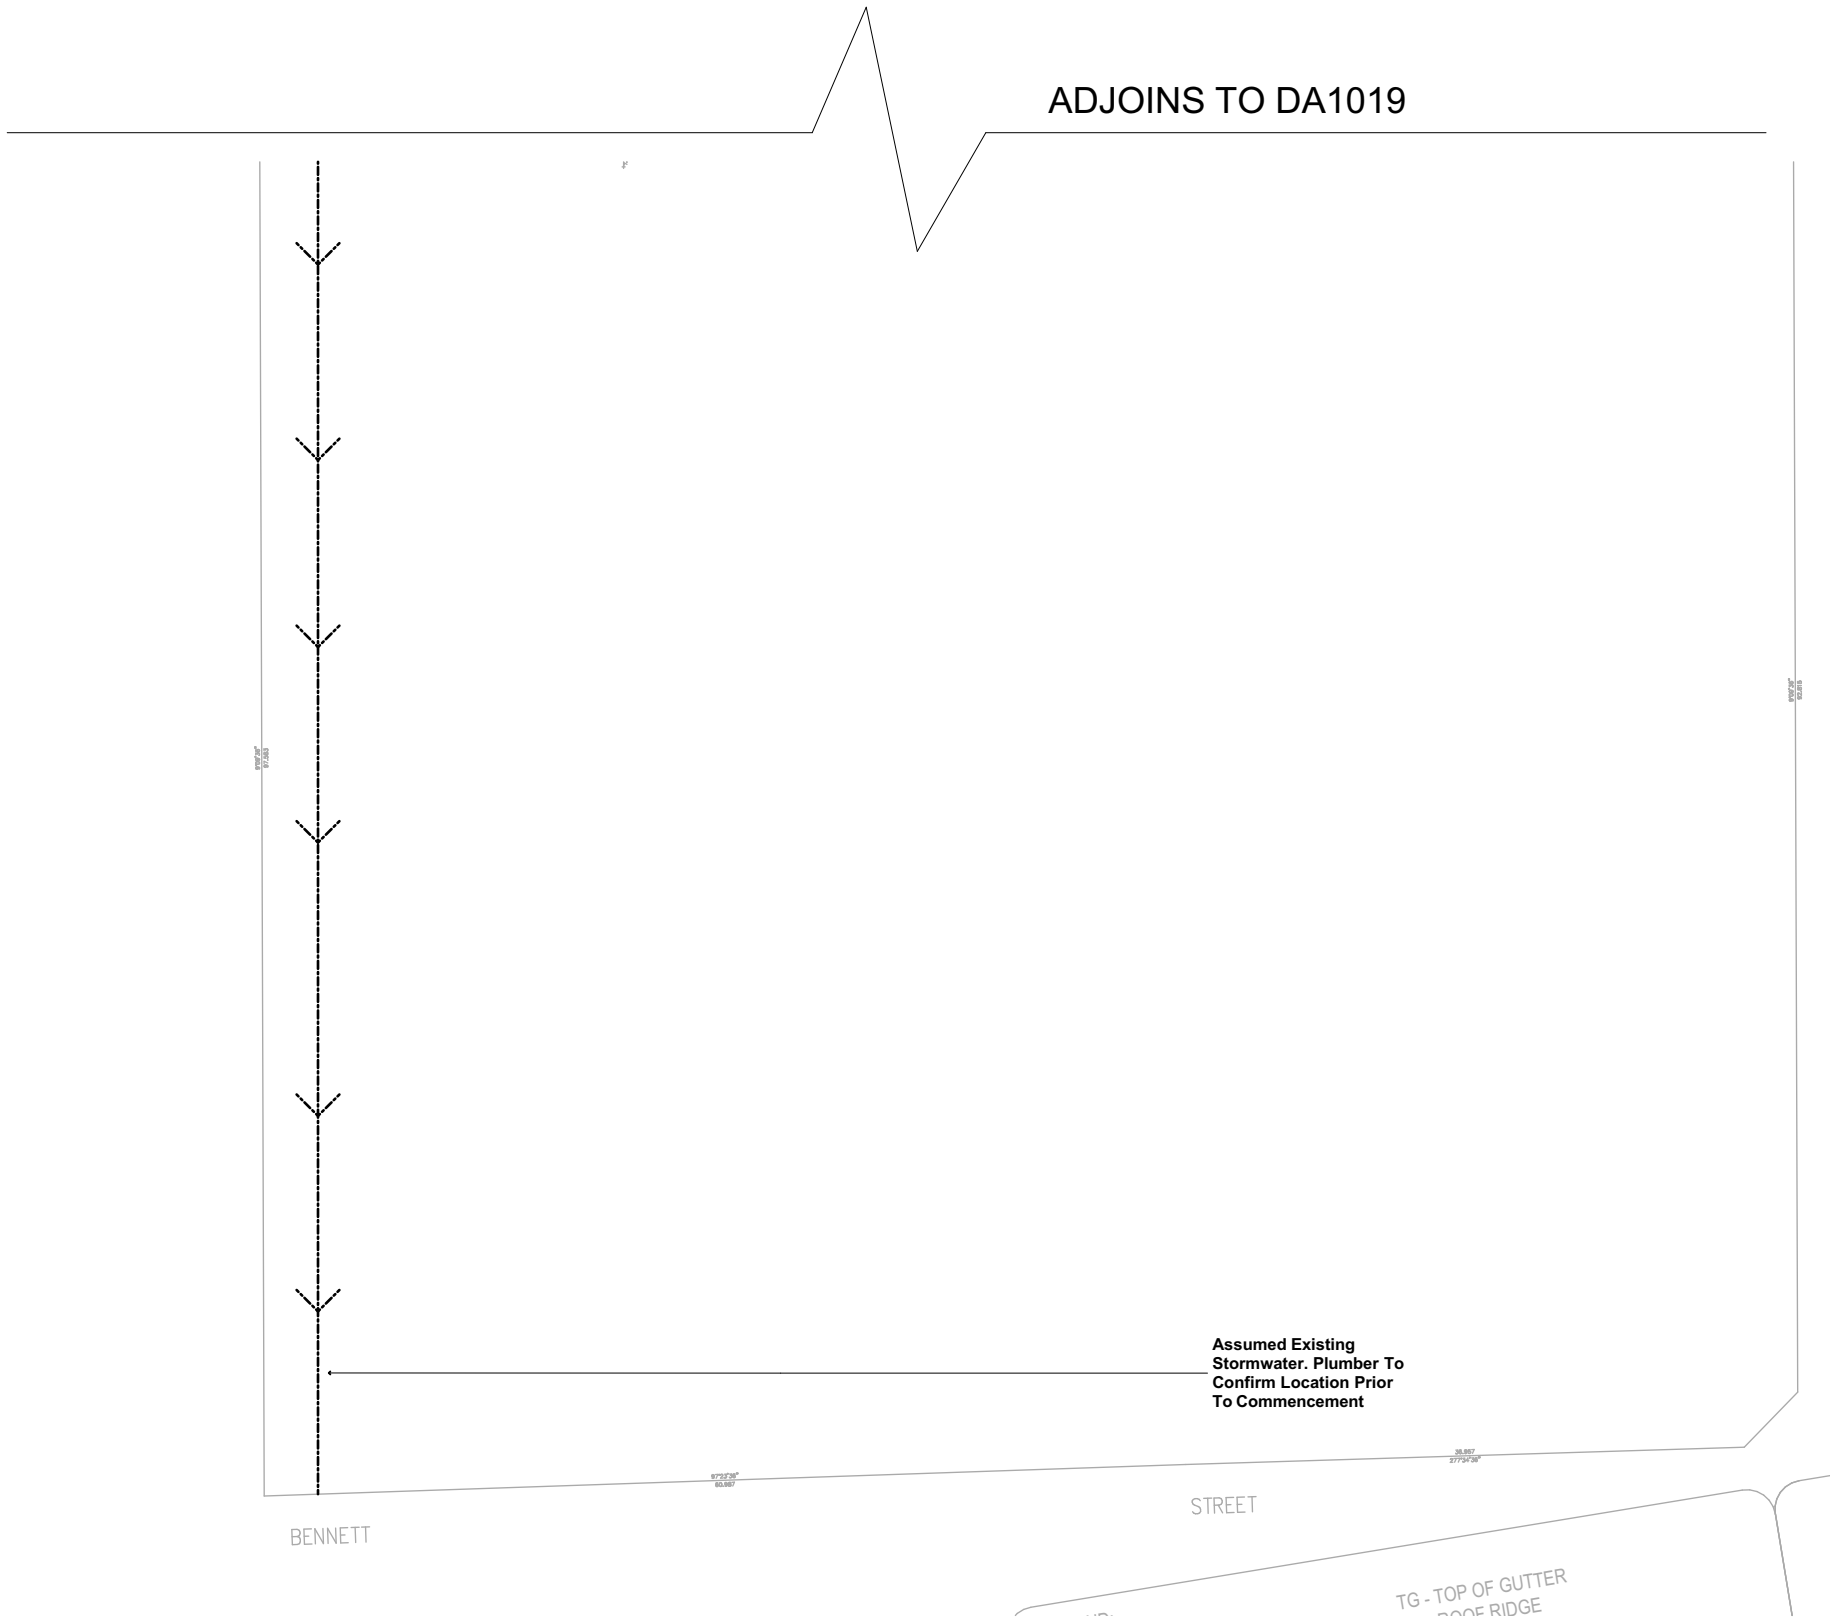 ADJOINS TO DA1019
Assumed Existing
Stormwater. Plumber To
Confirm Location Prior
To Commencement
STREET
BENNETT
TG - TOP OF GUTTER
RIDGE